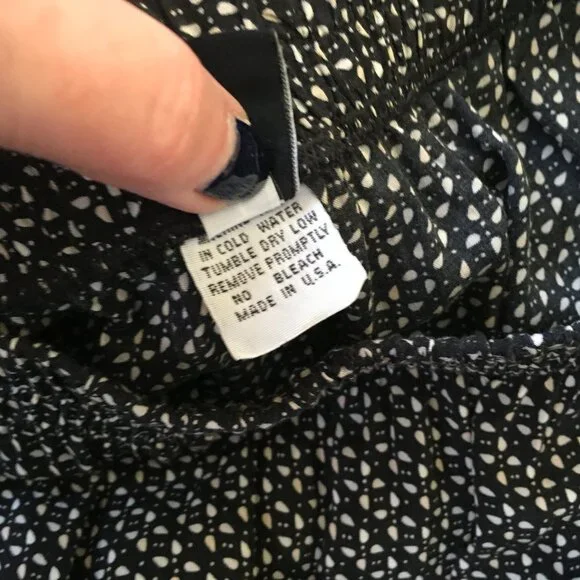 IN COLD WATER
TUMBLE DRY LOW
REMOVE PROMPTLY
NO BLEACH
MADE IN U.S.A.